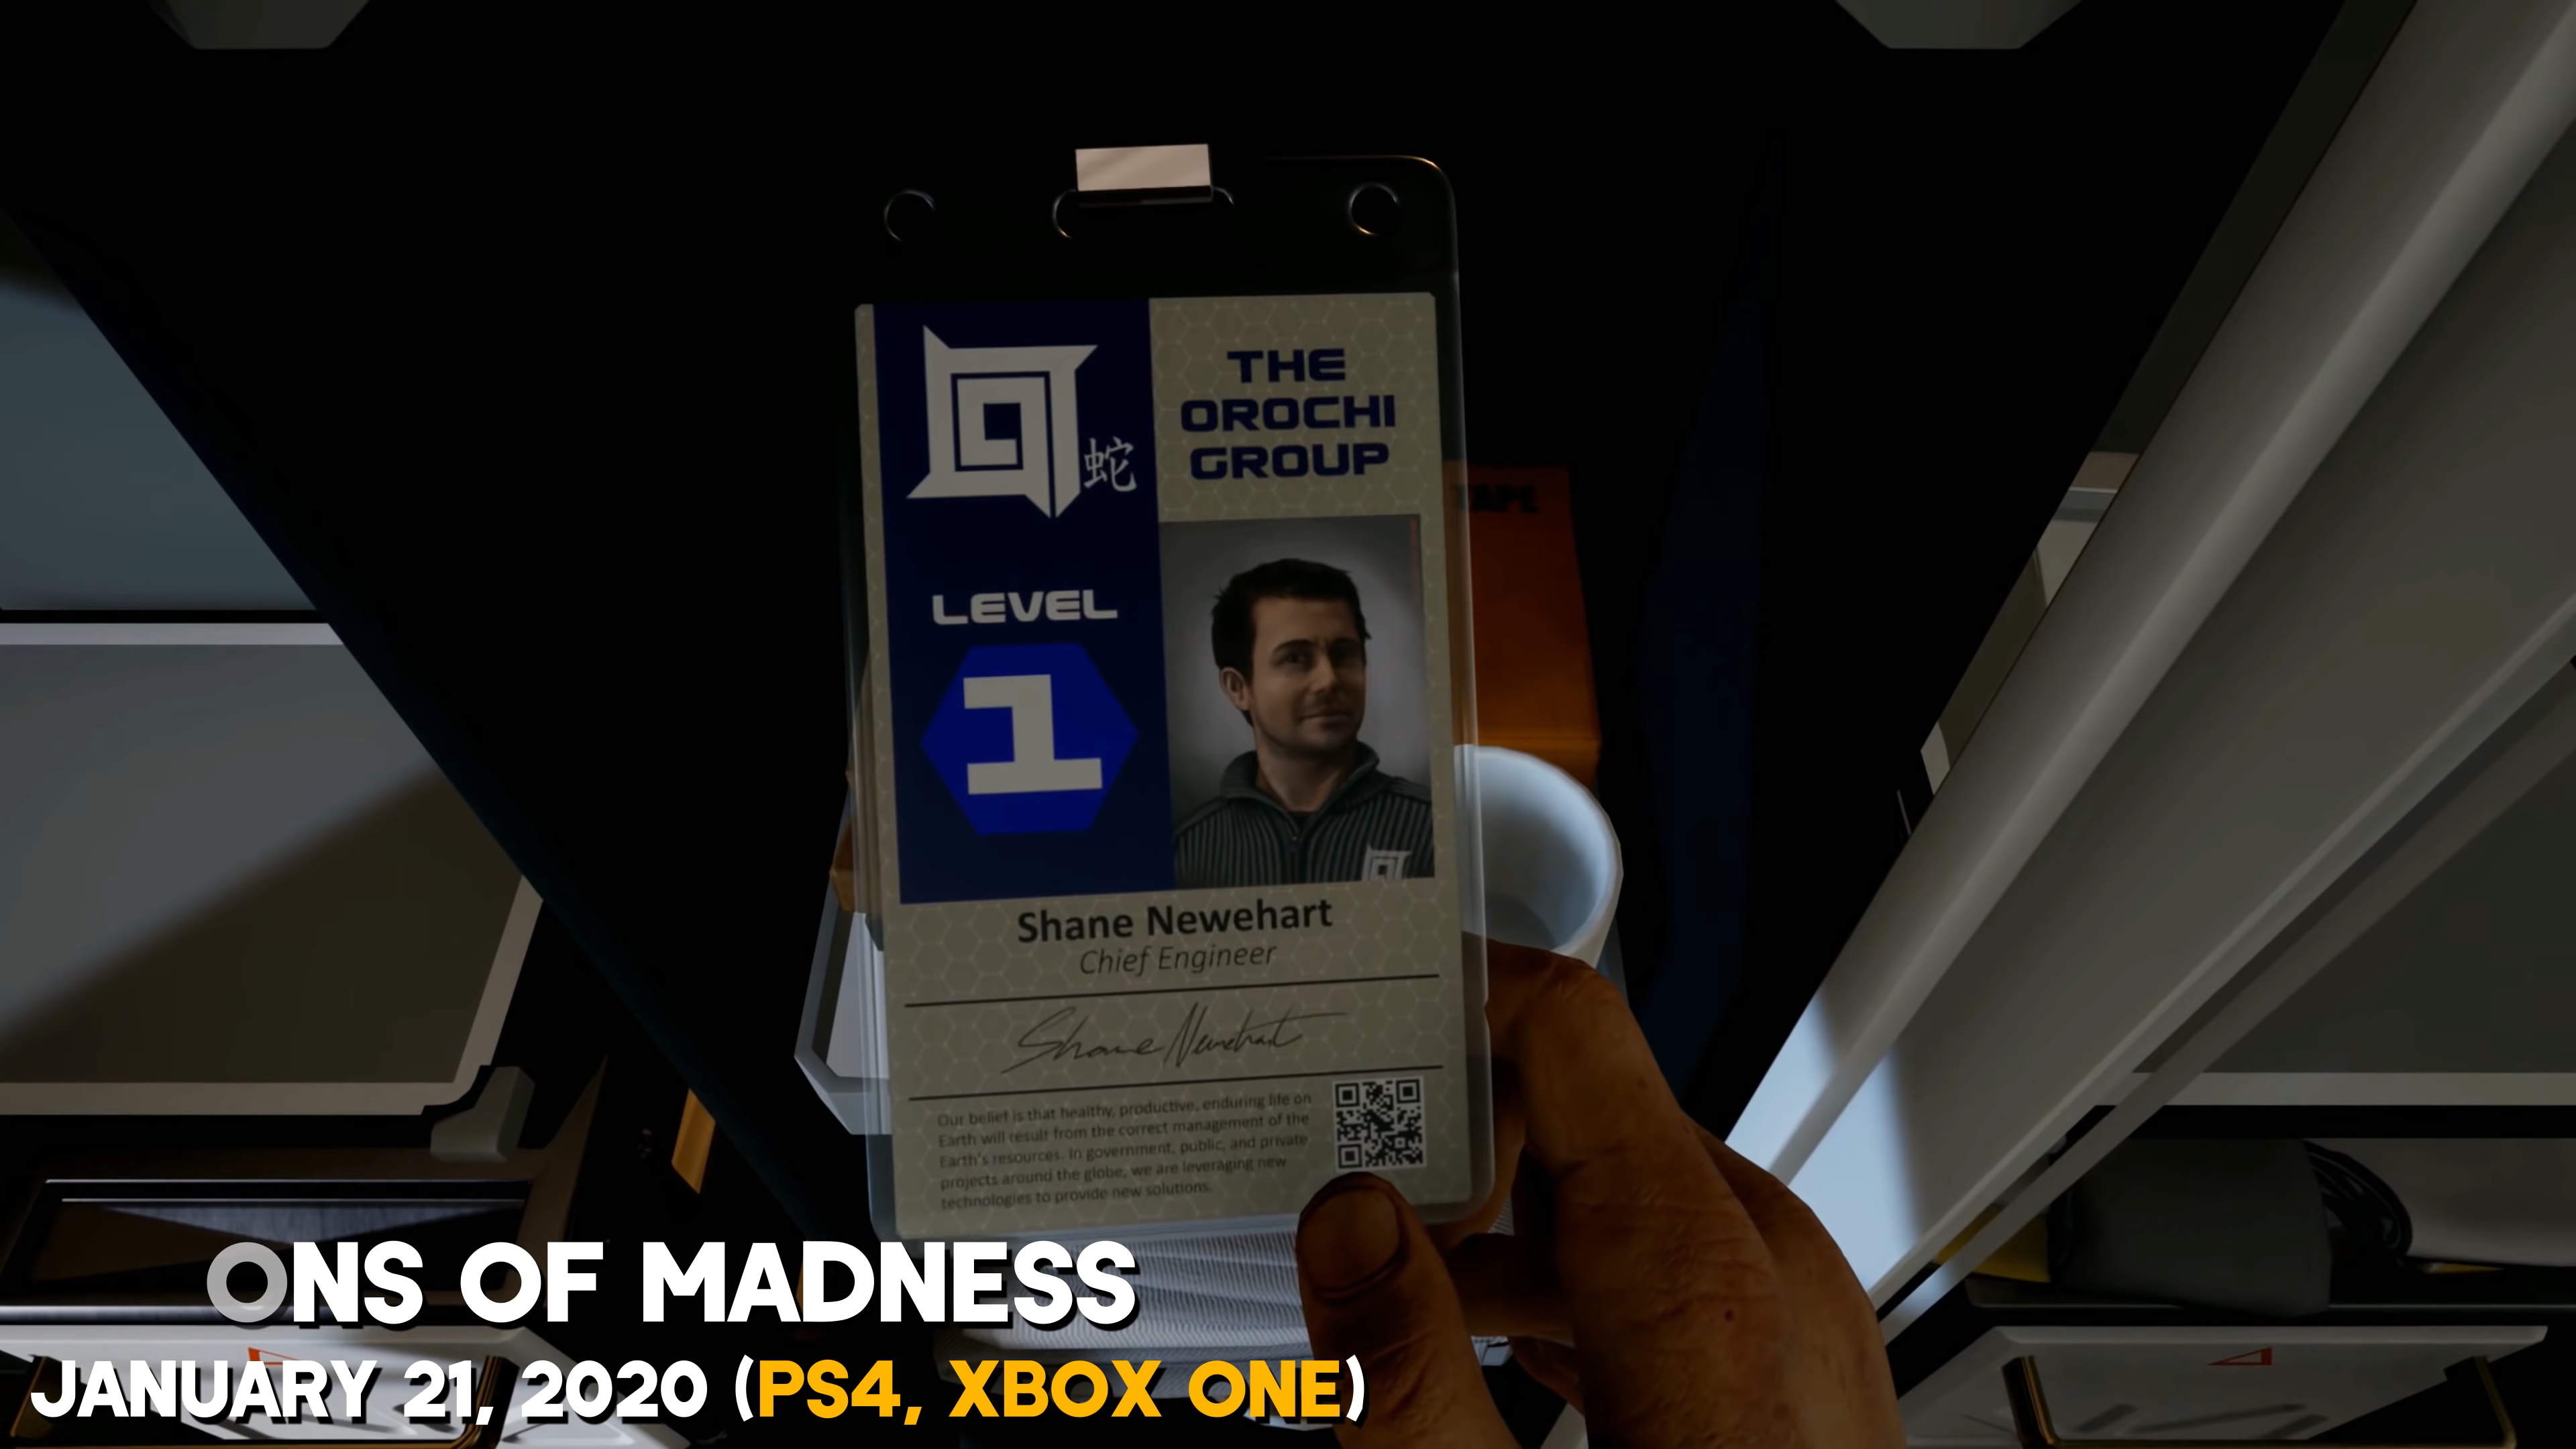 THE
OROCHI
GROUP
蛇
TAPE
LEVEL
1
Shane Newehart
Chief Engineer
Shane Newehart
Our belief is that healthy, productive, enduring life on
Earth will result from the correct management of the
Earth's resources. In government, public, and private
projects around the globe, we are leveraging new
technologies to provide new solutions.
ONS OF MADNESS
JANUARY 21, 2020 (PS4, XBOX ONE)